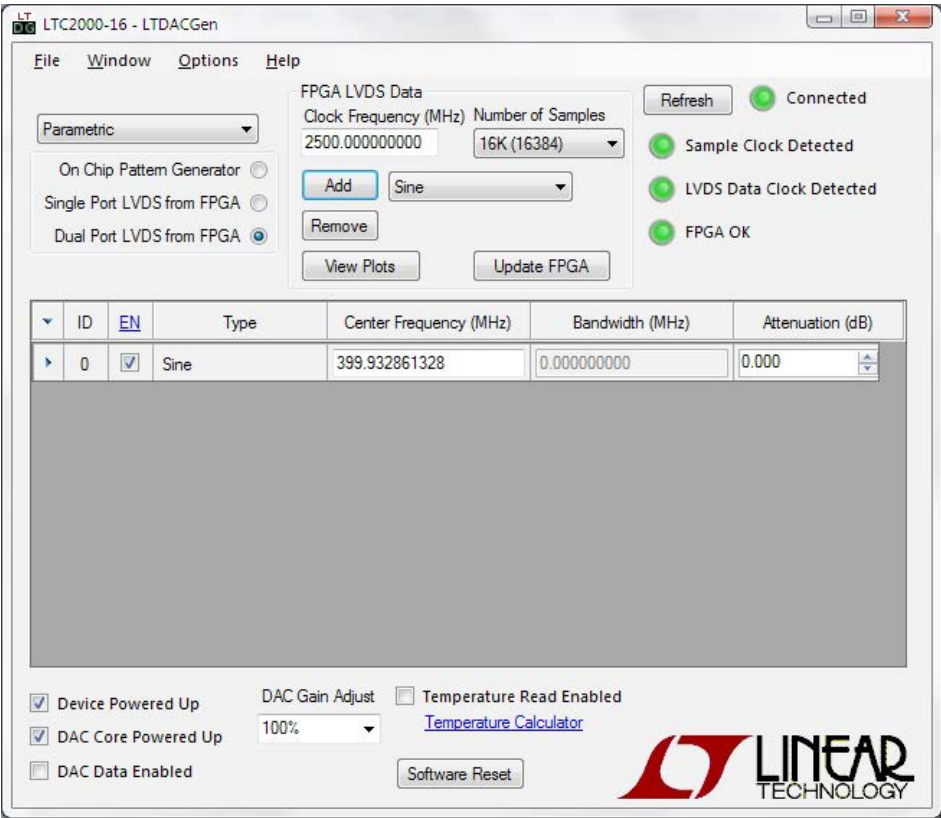 LT
DG LTC2000-16 - LTDACGen
File Window Options Help
Parametric
On Chip Pattern Generator
Single Port LVDS from FPGA
Dual Port LVDS from FPGA
FPGA LVDS Data
Clock Frequency (MHz) Number of Samples
2500.000000000 16K (16384)
Add Sine
Remove
View Plots Update FPGA
Refresh Connected
Sample Clock Detected
LVDS Data Clock Detected
FPGA OK
ID EN Type Center Frequency (MHz) Bandwidth (MHz) Attenuation (dB)
0 Sine 399.932861328 0.000000000 0.000
Device Powered Up
DAC Core Powered Up
DAC Data Enabled
DAC Gain Adjust
100%
Temperature Read Enabled
Temperature Calculator
Software Reset
LINEAR
TECHNOLOGY